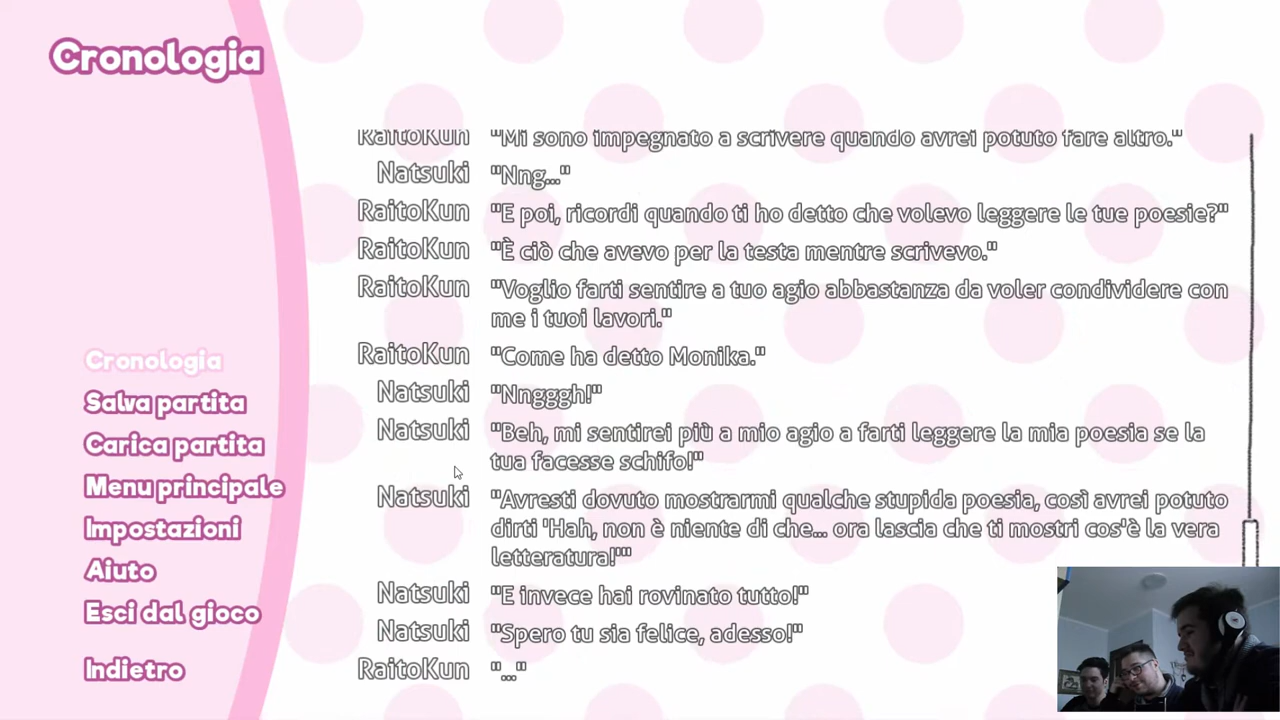 Cronologia
RaitoKun "Mi sono impegnato a scrivere quando avrei potuto fare altro."
Natsuki "Nng..."
RaitoKun "E poi, ricordi quando ti ho detto che volevo leggere le tue poesie?"
RaitoKun "È ciò che avevo per la testa mentre scrivevo."
RaitoKun "Voglio farti sentire a tuo agio abbastanza da voler condividere con
me i tuoi lavori."
RaitoKun "Come ha detto Monika."
Natsuki "Nngggh!"
Natsuki "Beh, mi sentirei più a mio agio a farti leggere la mia poesia se la
tua facesse schifo!"
Natsuki "Avresti dovuto mostrarmi qualche stupida poesia, così avrei potuto
dirti 'Hah, non è niente di che... ora lascia che ti mostri cos'è la vera
letteratura!'"
Natsuki "E invece hai rovinato tutto!"
Natsuki "Spero tu sia felice, adesso!"
RaitoKun "..."
Cronologia
Salva partita
Carica partita
Menu principale
Impostazioni
Aiuto
Esci dal gioco
Indietro